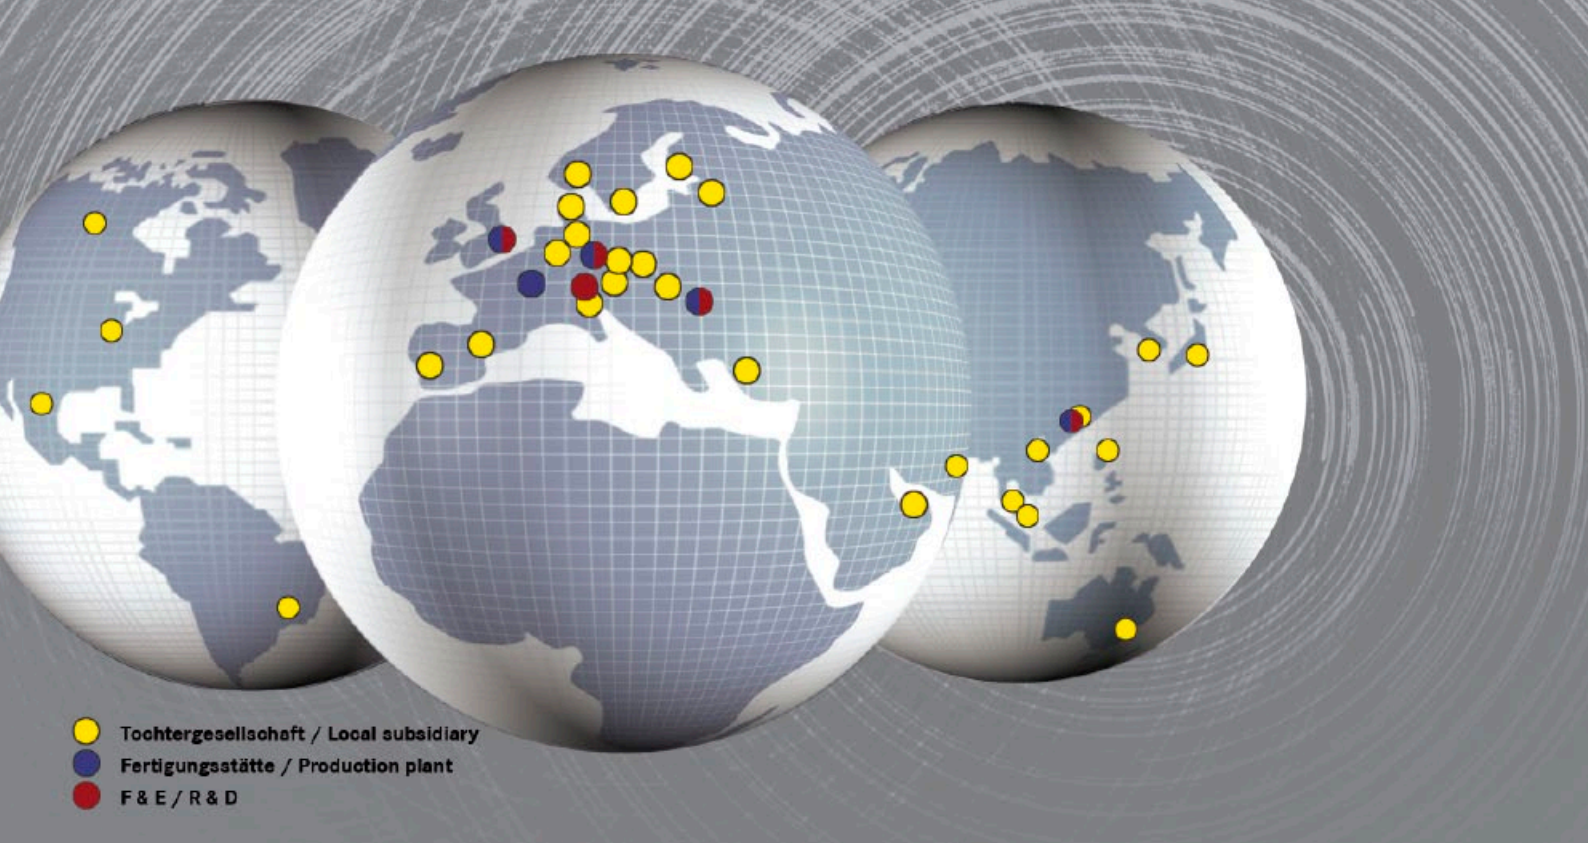 Tochtergesellschaft / Local subsidiary
Fertigungsstätte / Production plant
F & E / R & D